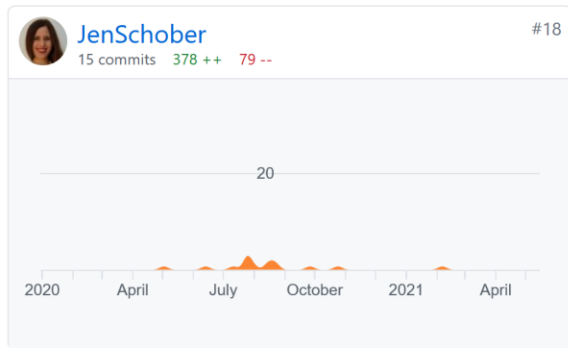 JenSchober #18
15 commits 378 ++ 79 --
20
2020 April July October 2021 April